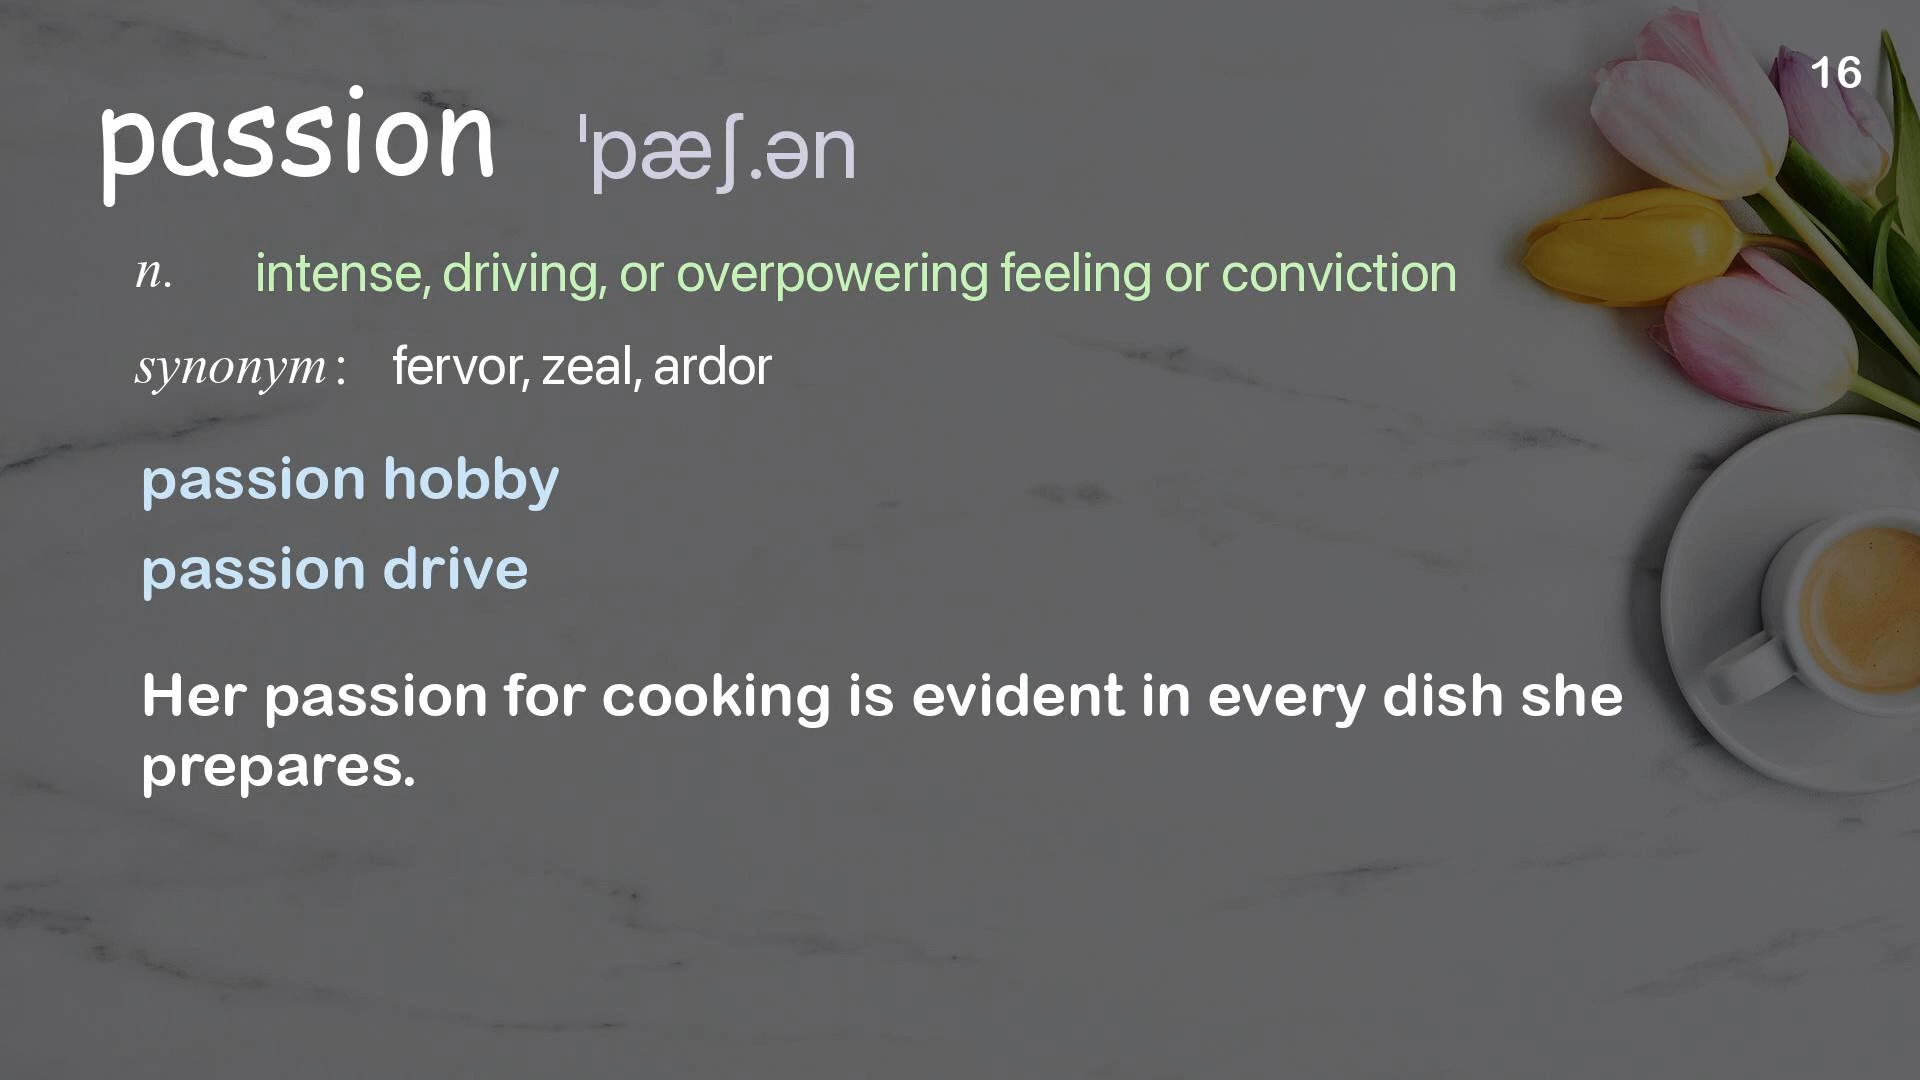 16
passion ˈpæʃ.ən
n. intense, driving, or overpowering feeling or conviction
synonym: fervor, zeal, ardor
passion hobby
passion drive
Her passion for cooking is evident in every dish she
prepares.